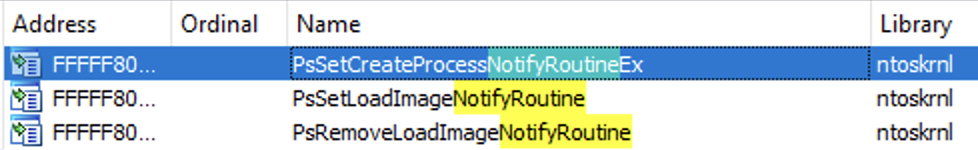 Address Ordinal Name Library
FFFFF80... PsSetCreateProcessNotifyRoutineEx ntoskrnl
FFFFF80... PsSetLoadImageNotifyRoutine ntoskrnl
FFFFF80... PsRemoveLoadImageNotifyRoutine ntoskrnl